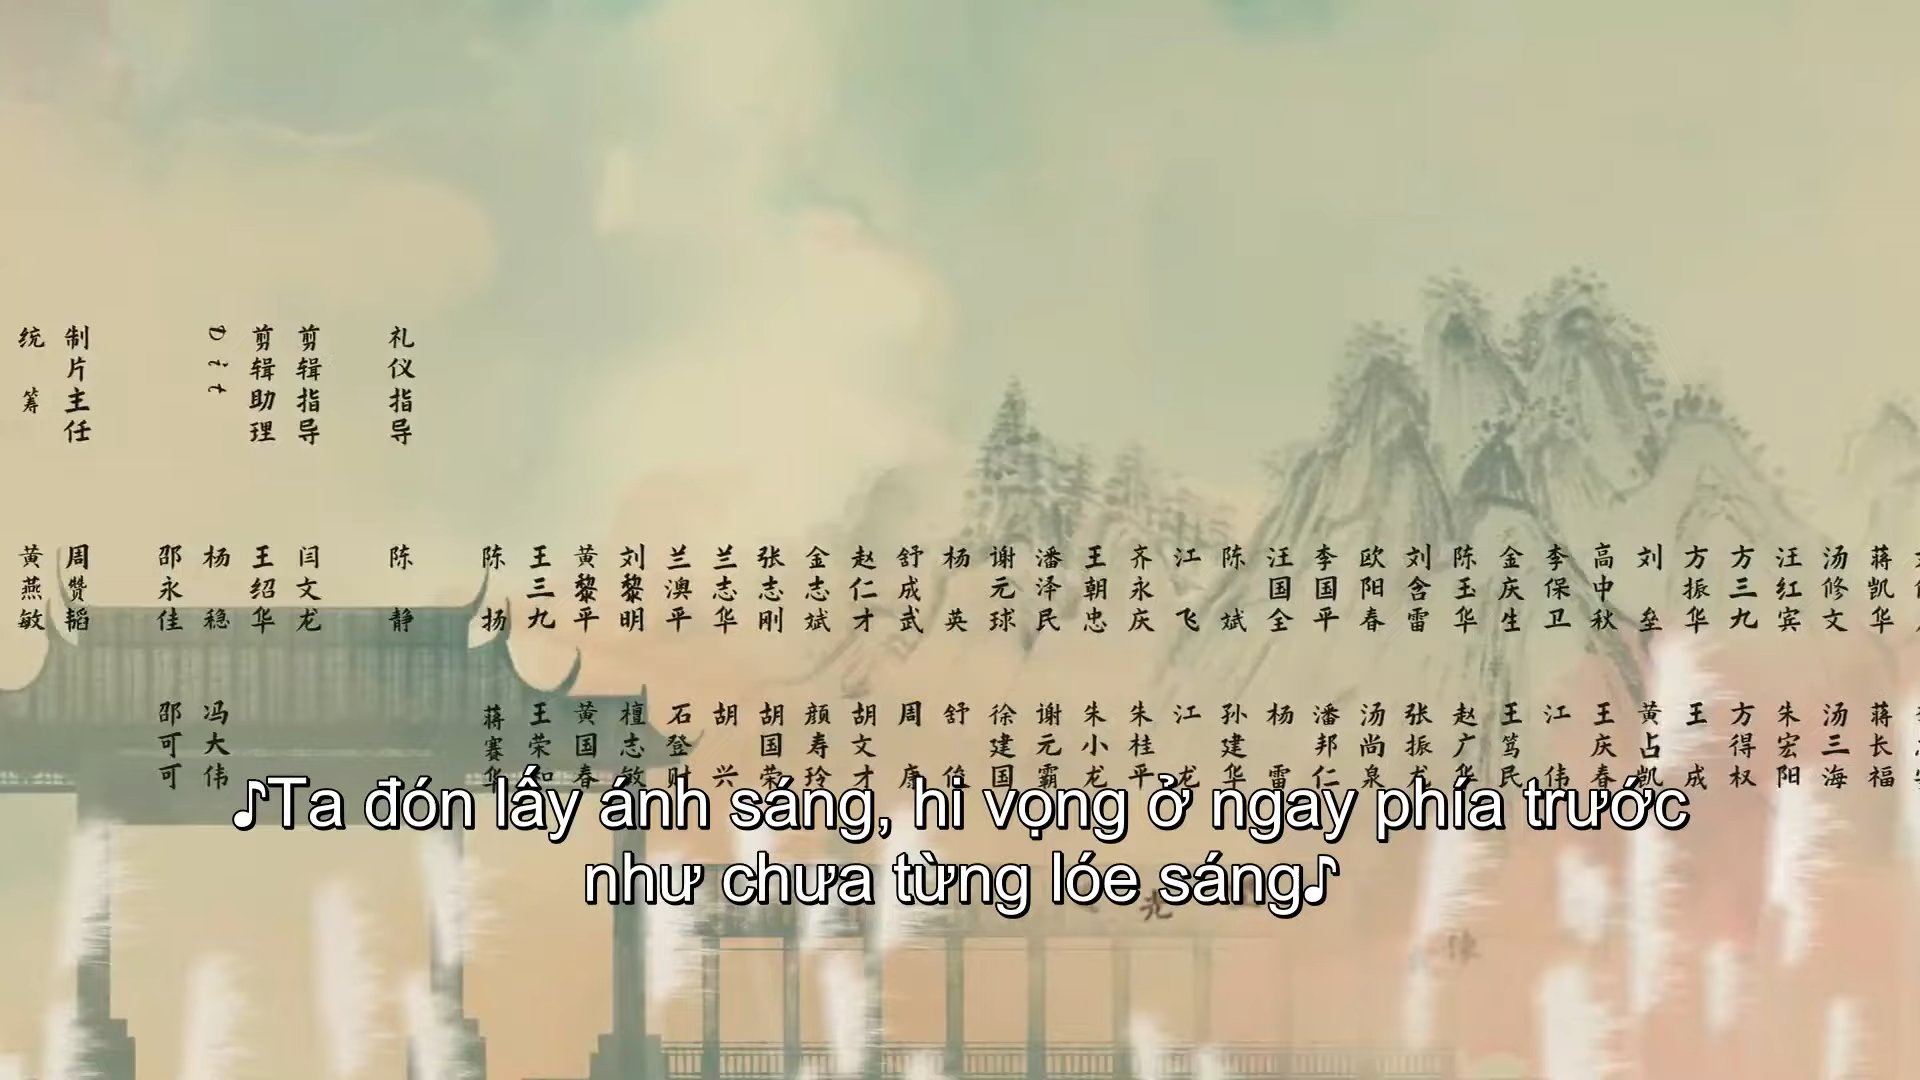 礼仪指导
剪辑指导
剪辑助理
Dit
制片主任
统筹
蒋凯华
汤修文
汪红宾
方三九
方振华
刘垒
高中秋
李保卫
金庆生
陈玉华
刘含雷
欧阳春
李国平
汪国全
陈斌
江飞
齐永庆
王朝忠
潘泽民
谢元球
杨英
舒成武
赵仁才
金志斌
张志刚
兰志华
兰澳平
刘黎明
黄黎平
王三九
陈扬
陈静
闫文龙
王绍华
杨稳
邵永佳
周赞韬
黄燕敏
蒋长福
汤三海
朱宏阳
方得权
王成
黄占凯
王庆春
江伟
王笃民
赵广华
张振龙
汤尚泉
潘邦仁
杨雷
孙建华
江龙
朱桂平
朱小龙
谢元霸
徐建国
舒俭
周康
胡文才
颜寿玲
胡国荣
胡兴
石登财
檀志敏
黄国春
王荣和
蒋赛华
冯大伟
邵可可
♪Ta đón lấy ánh sáng, hi vọng ở ngay phía trước
như chưa từng lóe sáng♪